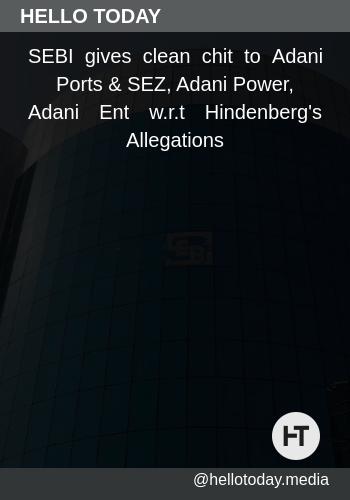 HELLO TODAY
SEBI gives clean chit to Adani
Ports & SEZ, Adani Power,
Adani Ent w.r.t Hindenberg's
Allegations
SEBI
HT
@hellotoday.media